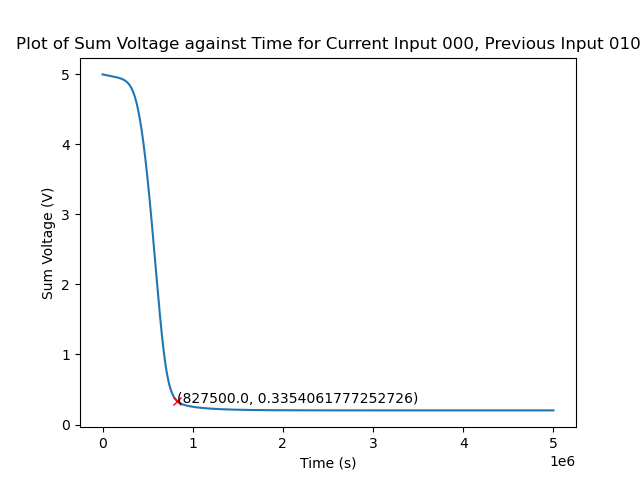 Plot of Sum Voltage against Time for Current Input 000, Previous Input 010
5
4
3
2
1
0
Sum Voltage (V)
(827500.0, 0.3354061777252726)
0 1 2 3 4 5
1e6
Time (s)